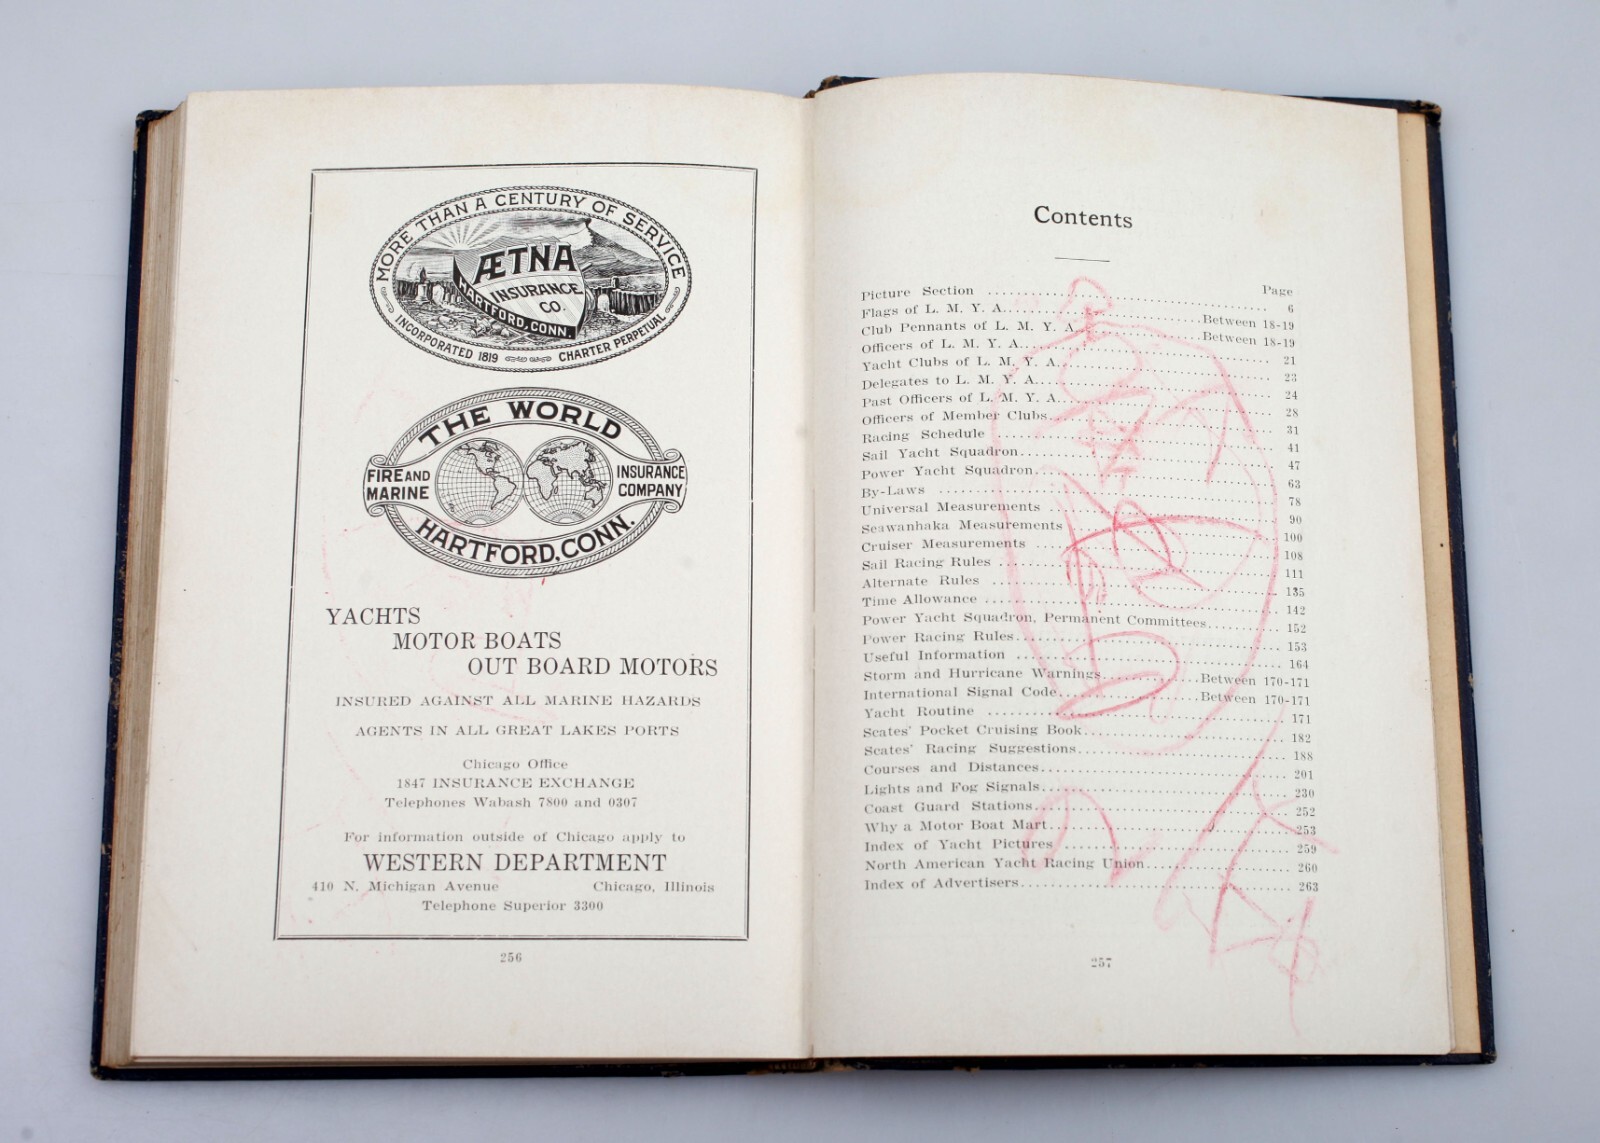 MORE THAN A CENTURY OF SERVICE
ÆTNA
INSURANCE
CO.
HARTFORD, CONN.
INCORPORATED 1819 CHARTER PERPETUAL
THE WORLD
FIRE AND
MARINE
INSURANCE
COMPANY
HARTFORD, CONN.
YACHTS
MOTOR BOATS
OUT BOARD MOTORS
INSURED AGAINST ALL MARINE HAZARDS
AGENTS IN ALL GREAT LAKES PORTS
Chicago Office
1847 INSURANCE EXCHANGE
Telephones Wabash 7800 and 0307
For information outside of Chicago apply to
WESTERN DEPARTMENT
410 N. Michigan Avenue Chicago, Illinois
Telephone Superior 3300
256
Contents
Page
Picture Section 6
Flags of L. M. Y. A. Between 18-19
Club Pennants of L. M. Y. A. Between 18-19
Officers of L. M. Y. A. 21
Yacht Clubs of L. M. Y. A. 23
Delegates to L. M. Y. A. 24
Past Officers of L. M. Y. A. 28
Officers of Member Clubs 31
Racing Schedule 41
Sail Yacht Squadron 47
Power Yacht Squadron 63
By-Laws 78
Universal Measurements 90
Seawanhaka Measurements 100
Cruiser Measurements 108
Sail Racing Rules 111
Alternate Rules 135
Time Allowance 142
Power Yacht Squadron, Permanent Committees 152
Power Racing Rules 153
Useful Information 164
Storm and Hurricane Warnings Between 170-171
International Signal Code Between 170-171
Yacht Routine 171
Scates' Pocket Cruising Book 182
Scates' Racing Suggestions 188
Courses and Distances 201
Lights and Fog Signals 230
Coast Guard Stations 252
Why a Motor Boat Mart 253
Index of Yacht Pictures 259
North American Yacht Racing Union 260
Index of Advertisers 263
257